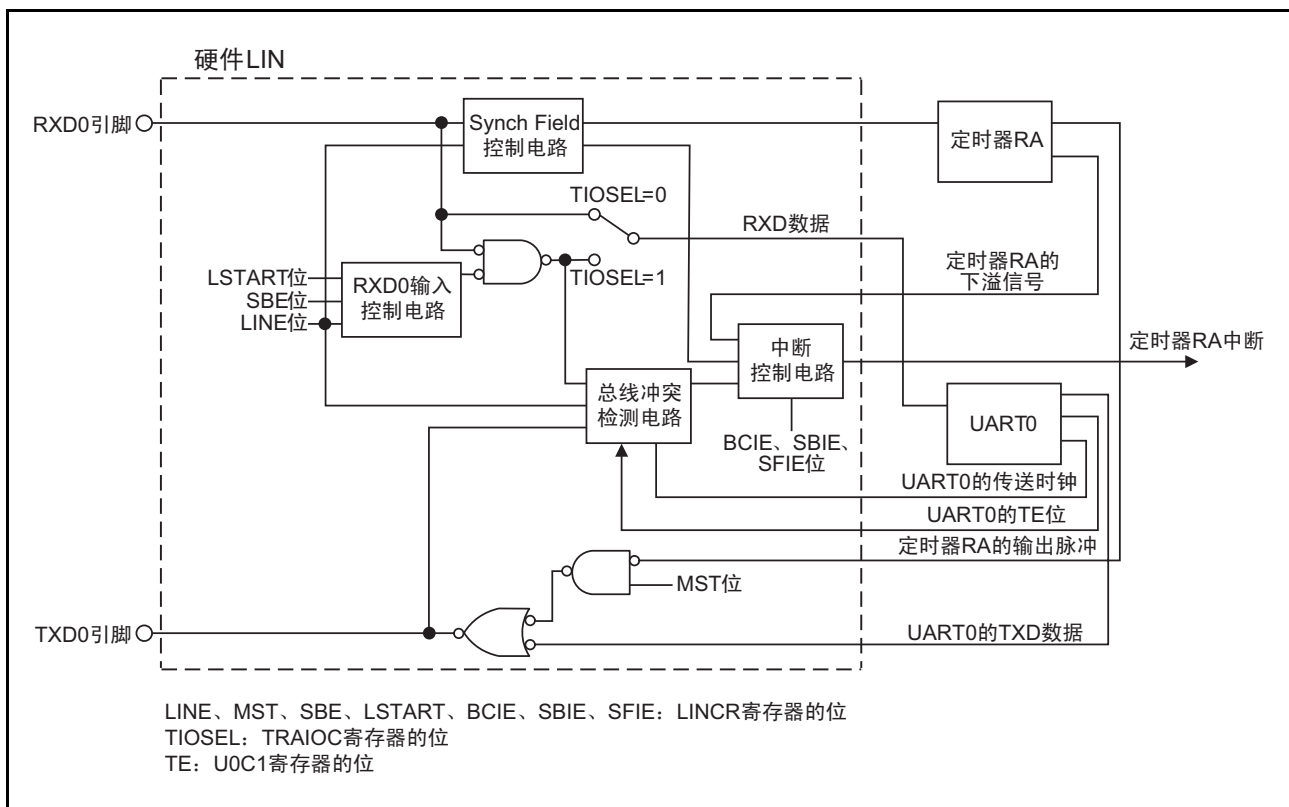 硬件LIN
RXD0引脚
Synch Field
控制电路
定时器RA
TIOSEL=0
RXD数据
LSTART位
SBE位
LINE位
RXD0输入
控制电路
TIOSEL=1
定时器RA的
下溢信号
中断
控制电路
定时器RA中断
总线冲突
检测电路
BCIE、SBIE、
SFIE位
UART0
UART0的传送时钟
UART0的TE位
定时器RA的输出脉冲
MST位
TXD0引脚
UART0的TXD数据
LINE、MST、SBE、LSTART、BCIE、SBIE、SFIE：LINCR寄存器的位
TIOSEL：TRAIOC寄存器的位
TE：U0C1寄存器的位